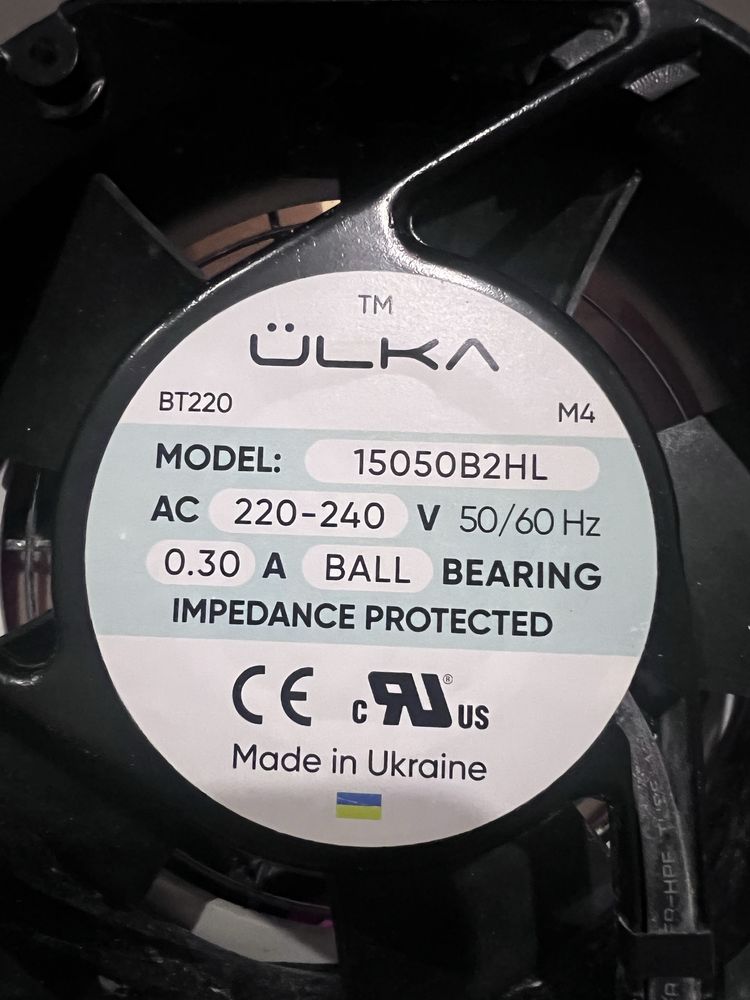 TM
ÜLKA
BT220 M4
MODEL: 15050B2HL
AC 220-240 V 50/60 Hz
0.30 A BALL BEARING
IMPEDANCE PROTECTED
CE c RU ® US
Made in Ukraine